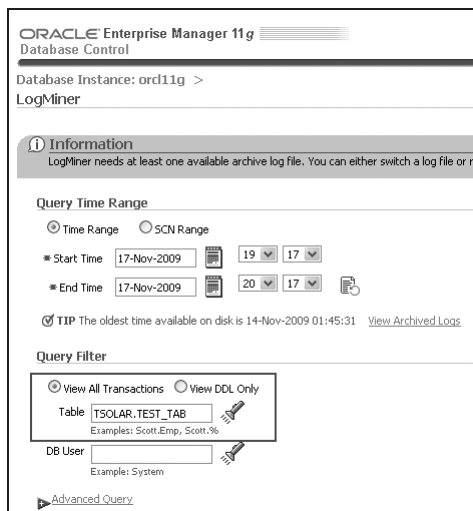 ORACLE Enterprise Manager 11g
Database Control
Database Instance: orcl11g >
LogMiner
Information
LogMiner needs at least one available archive log file. You can either switch a log file or
Query Time Range
Time Range SCN Range
* Start Time 17-Nov-2009 19 17
* End Time 17-Nov-2009 20 17
TIP The oldest time available on disk is 14-Nov-2009 01:45:31 View Archived Logs
Query Filter
View All Transactions View DDL Only
Table TSOLAR.TEST_TAB
Examples: Scott.Emp, Scott.%
DB User
Example: System
Advanced Query